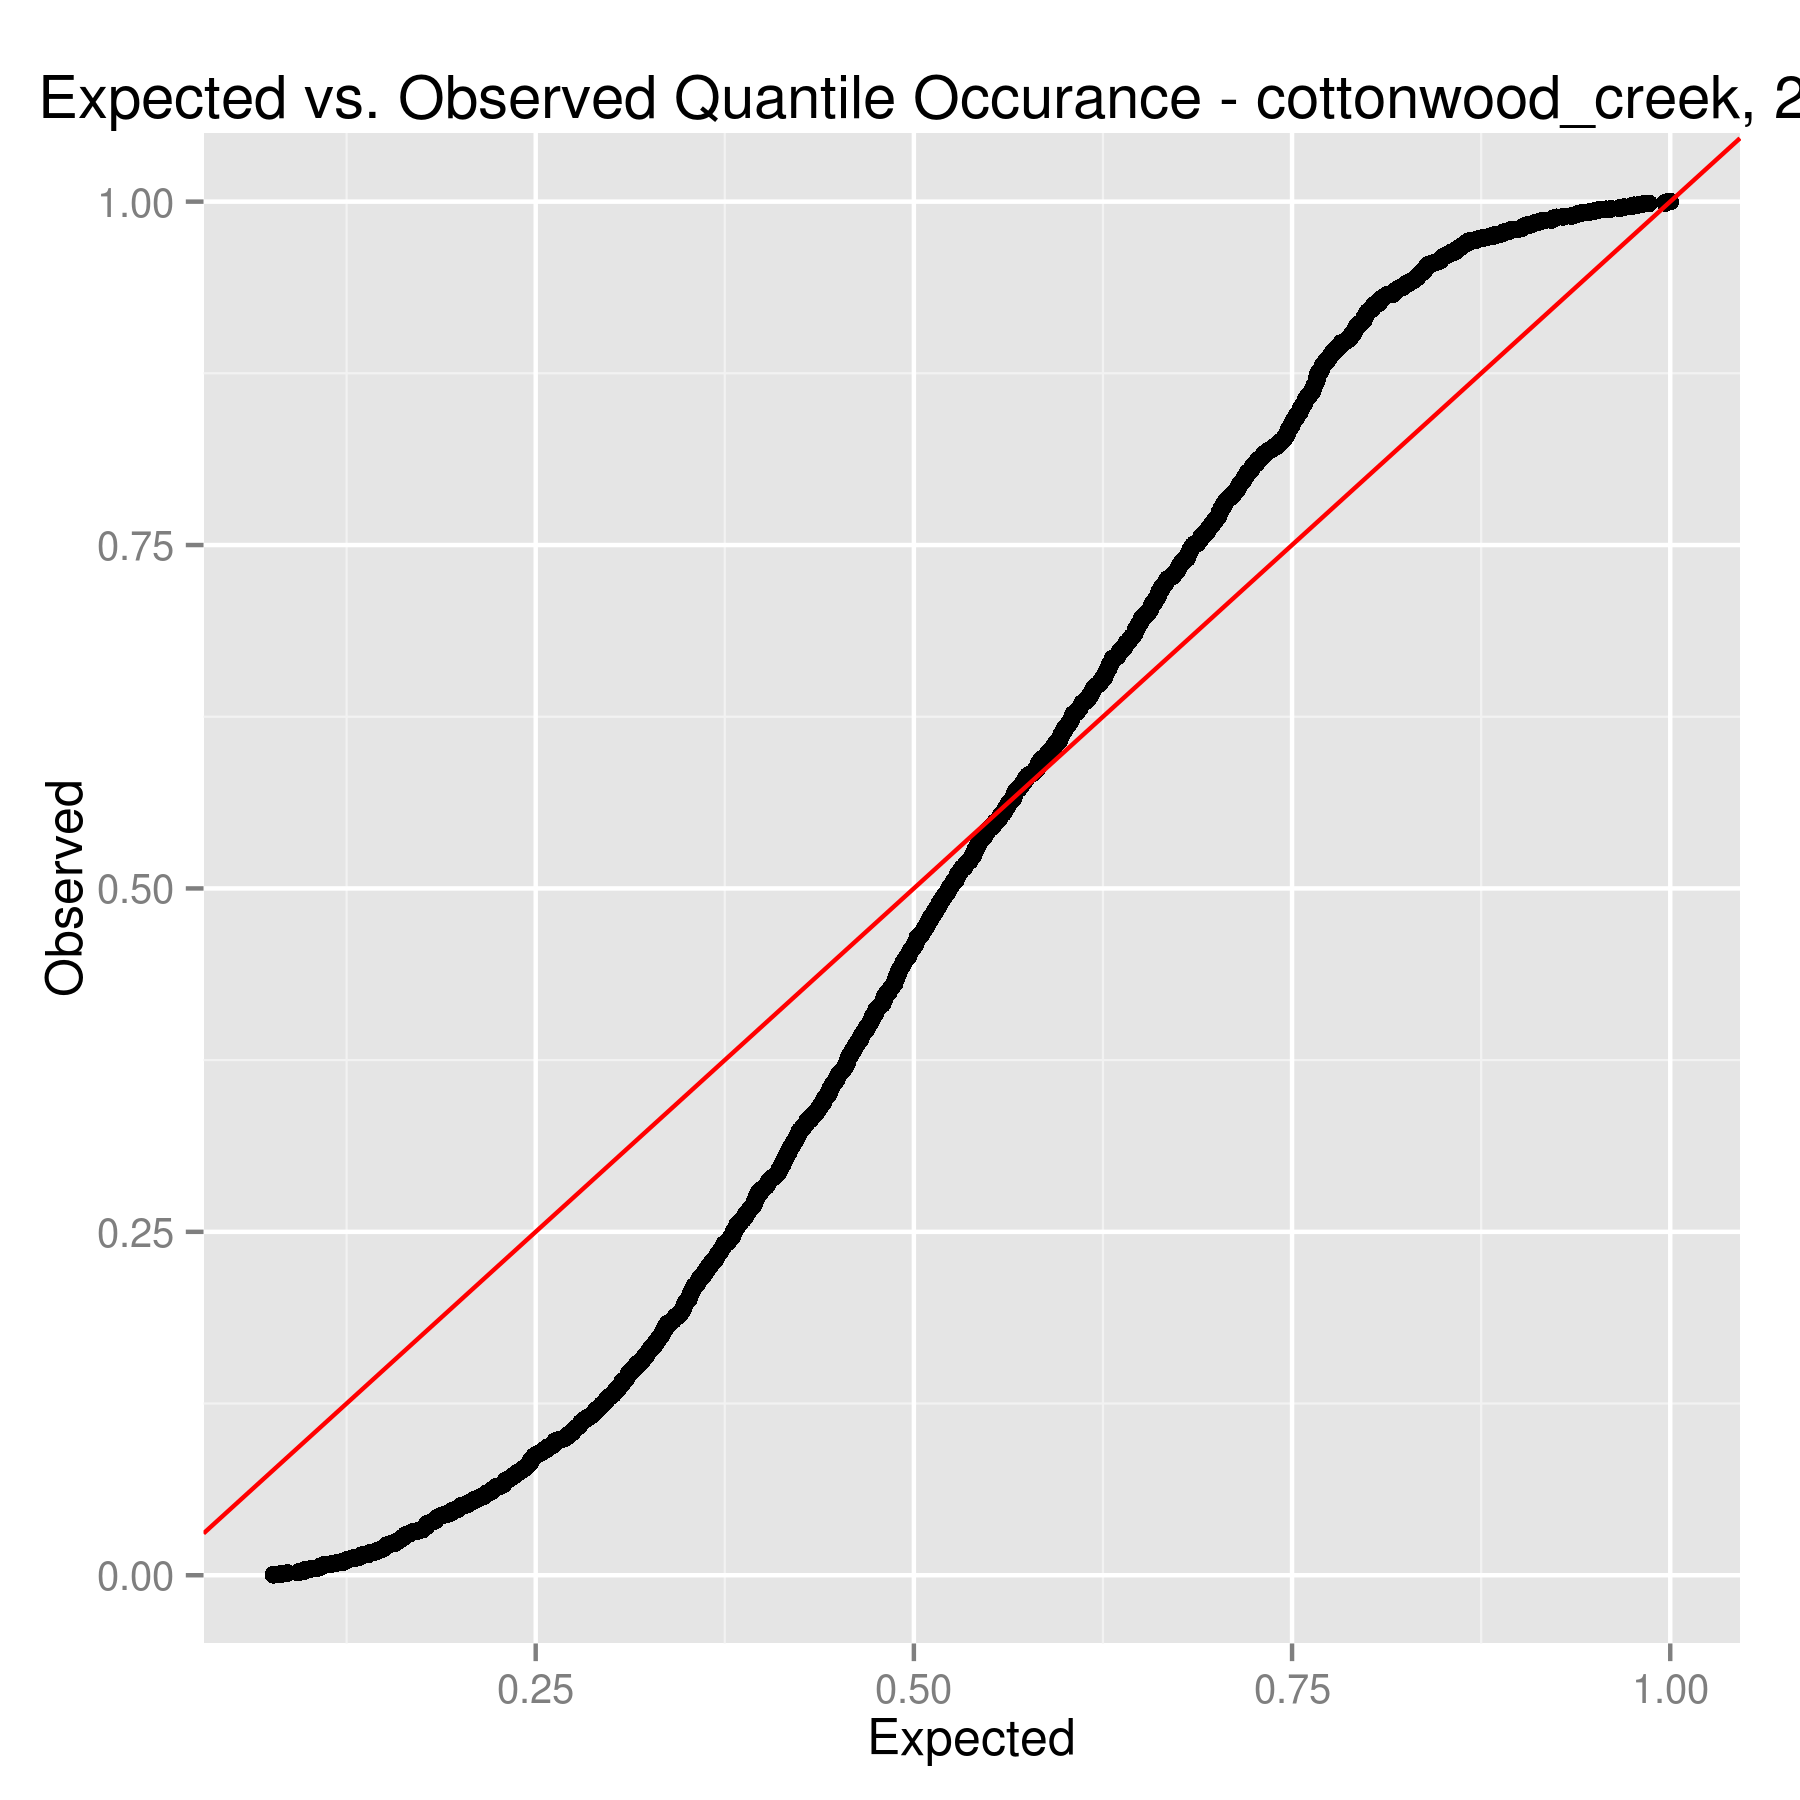 Expected vs. Observed Quantile Occurance - cottonwood_creek, 2
1.00
0.75
0.50
0.25
0.00
Observed
0.25 0.50 0.75 1.00
Expected